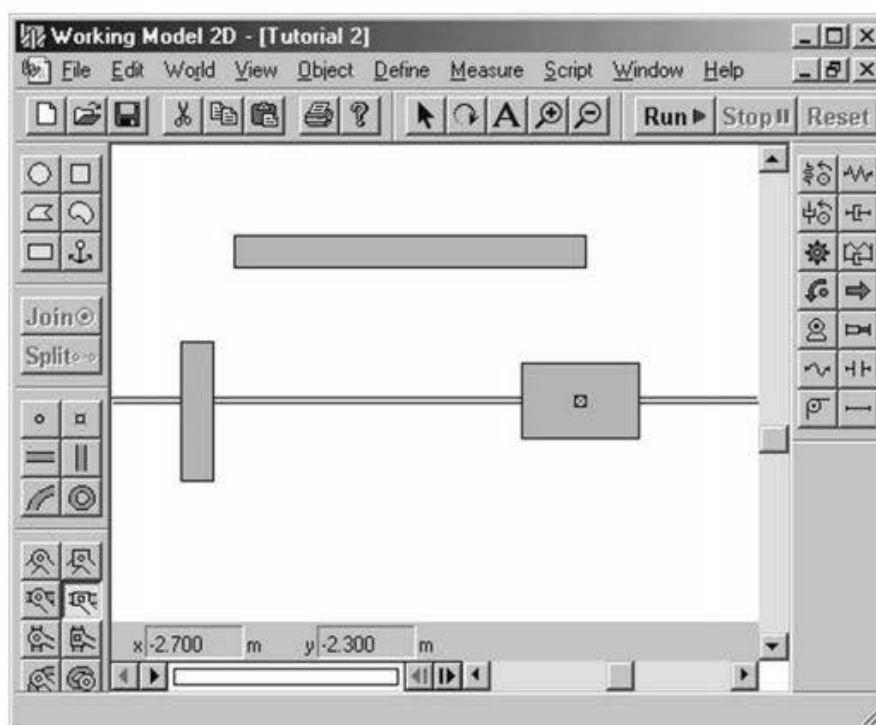 Working Model 2D - [Tutorial 2]
File Edit World View Object Define Measure Script Window Help
A Run Stop Reset
Join
Split
x -2.700 m y -2.300 m